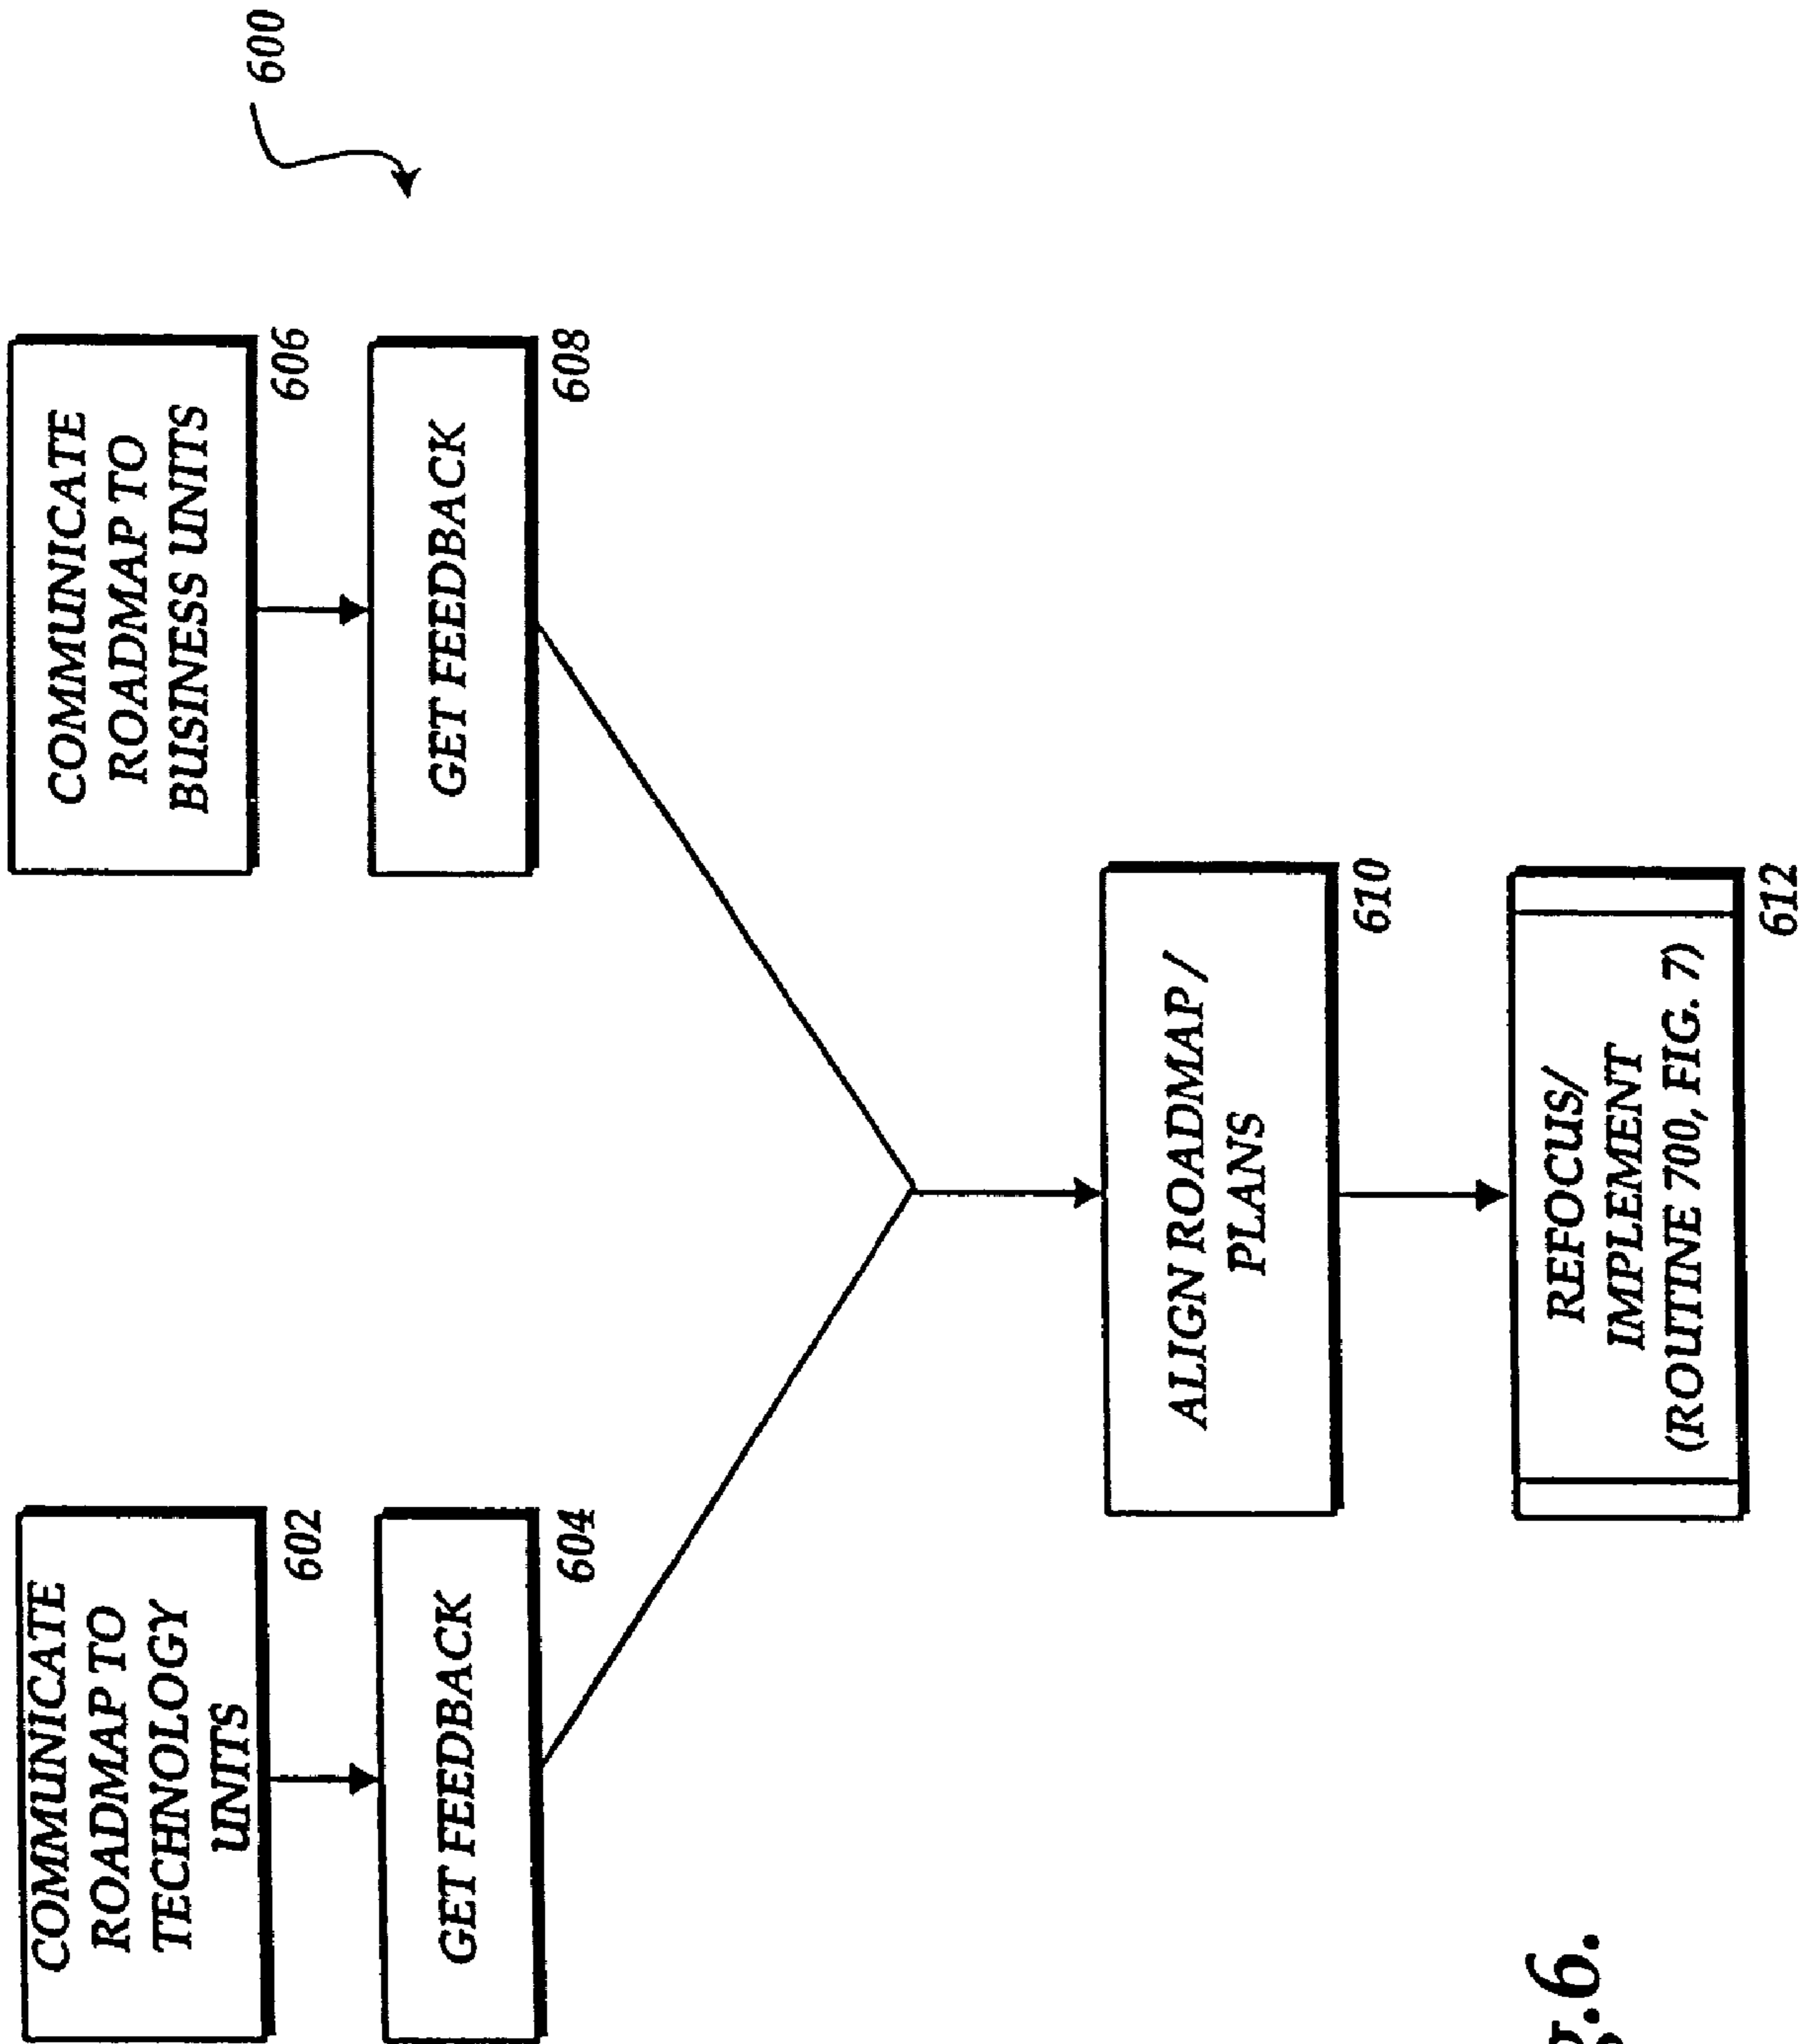 600
COMMUNICATE
ROADMAP TO
TECHNOLOGY
UNITS
602
GET FEEDBACK
604
COMMUNICATE
ROADMAP TO
BUSINESS UNITS
606
GET FEEDBACK
608
ALIGN ROADMAP /
PLANS
610
REFOCUS/
IMPLEMENT
(ROUTINE 700, FIG. 7)
612
g.6.